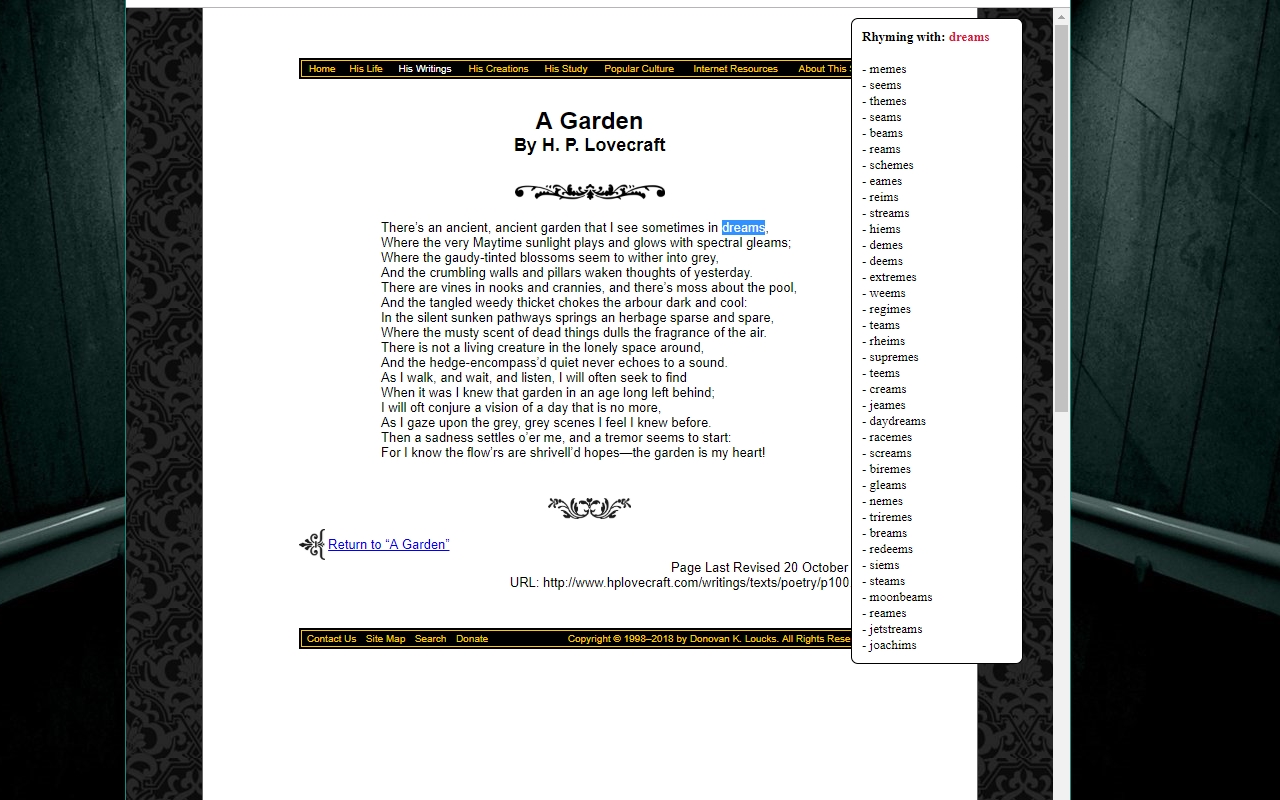 Home His Life His Writings His Creations His Study Popular Culture Internet Resources About This
A Garden
By H. P. Lovecraft
There’s an ancient, ancient garden that I see sometimes in dreams,
Where the very Maytime sunlight plays and glows with spectral gleams;
Where the gaudy-tinted blossoms seem to wither into grey,
And the crumbling walls and pillars waken thoughts of yesterday.
There are vines in nooks and crannies, and there’s moss about the pool,
And the tangled weedy thicket chokes the arbour dark and cool:
In the silent sunken pathways springs an herbage sparse and spare,
Where the musty scent of dead things dulls the fragrance of the air.
There is not a living creature in the lonely space around,
And the hedge-encompass’d quiet never echoes to a sound.
As I walk, and wait, and listen, I will often seek to find
When it was I knew that garden in an age long left behind;
I will oft conjure a vision of a day that is no more,
As I gaze upon the grey, grey scenes I feel I knew before.
Then a sadness settles o’er me, and a tremor seems to start:
For I know the flow’rs are shrivell’d hopes—the garden is my heart!
Return to “A Garden”
Page Last Revised 20 October
URL: http://www.hplovecraft.com/writings/texts/poetry/p100
Contact Us Site Map Search Donate Copyright © 1998–2018 by Donovan K. Loucks. All Rights Rese
Rhyming with: dreams
- memes
- seems
- themes
- seams
- beams
- reams
- schemes
- eames
- reims
- streams
- hiems
- demes
- deems
- extremes
- weems
- regimes
- teams
- rheims
- supremes
- teems
- creams
- jeames
- daydreams
- racemes
- screams
- biremes
- gleams
- nemes
- triremes
- breams
- redeems
- siems
- steams
- moonbeams
- reames
- jetstreams
- joachims